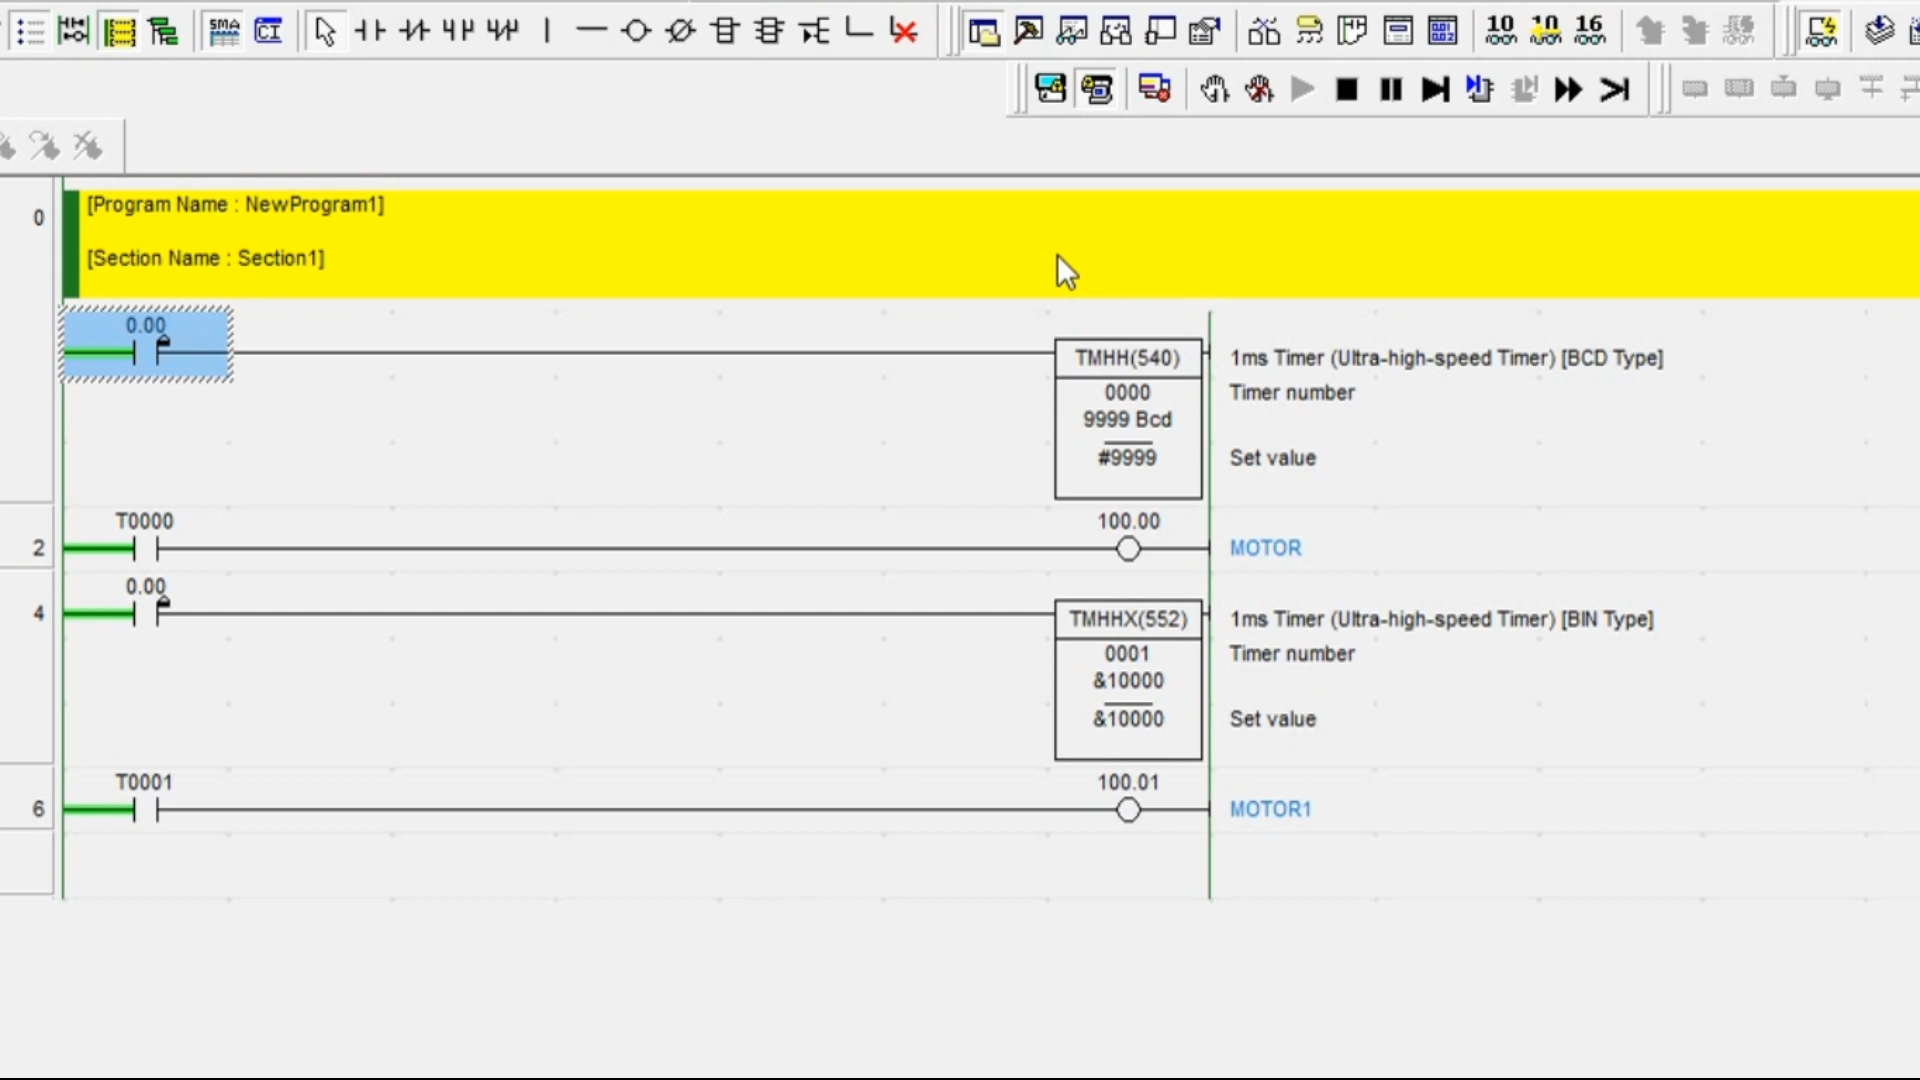 SMA CI 10 10 16
0 [Program Name : NewProgram1]
[Section Name : Section1]
0.00
TMHH(540) 1ms Timer (Ultra-high-speed Timer) [BCD Type]
0000 Timer number
9999 Bcd
#9999 Set value
T0000 100.00
2 MOTOR
0.00
4 TMHHX(552) 1ms Timer (Ultra-high-speed Timer) [BIN Type]
0001 Timer number
&10000
&10000 Set value
T0001 100.01
6 MOTOR1